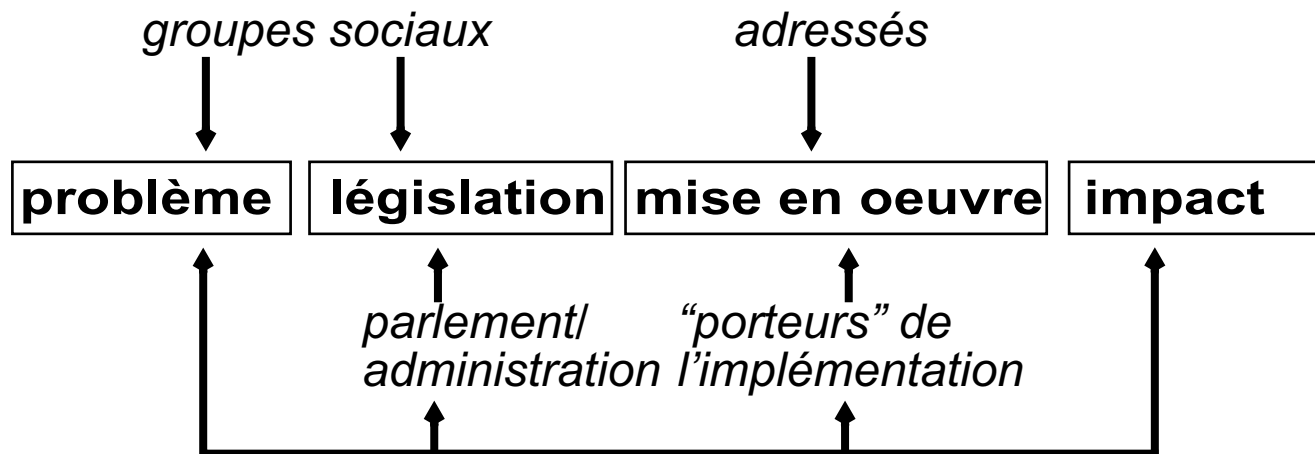 groupes sociaux adressés
problème législation mise en oeuvre impact
parlement/ “porteurs” de
administration l’implémentation